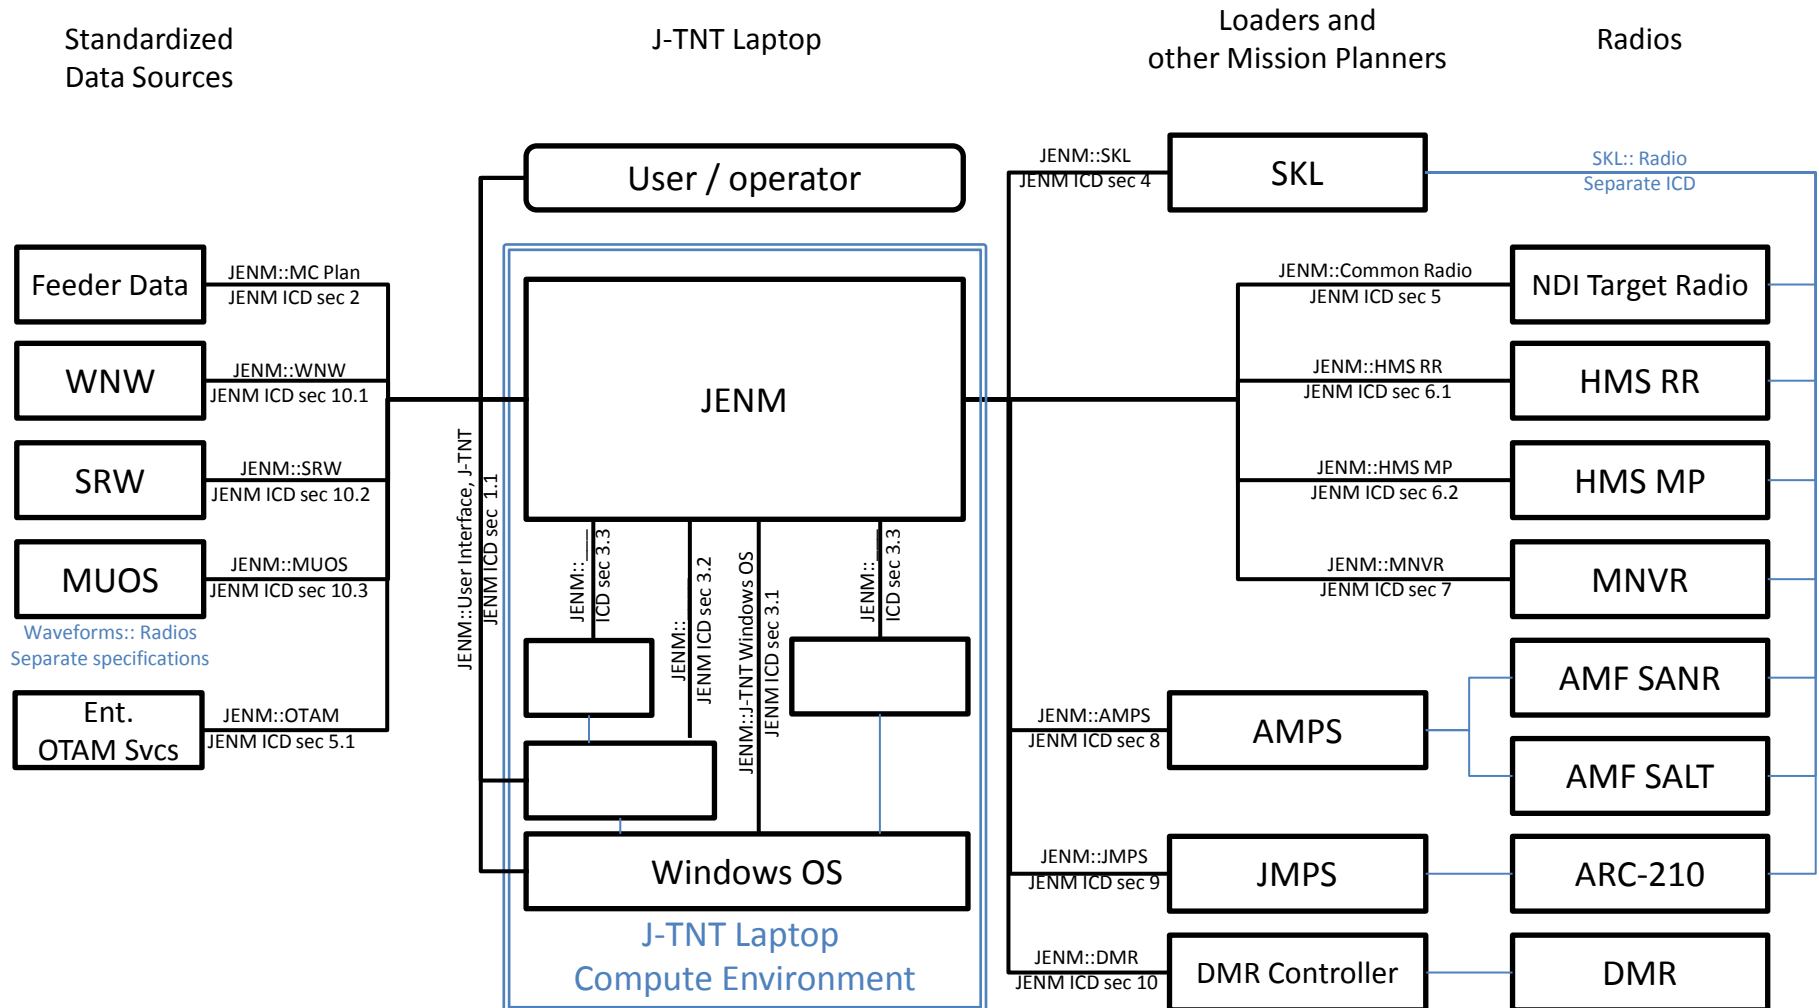 Standardized
Data Sources
J-TNT Laptop
Loaders and
other Mission Planners
Radios
User / operator
JENM::SKL
JENM ICD sec 4
SKL
SKL:: Radio
Separate ICD
Feeder Data
JENM::MC Plan
JENM ICD sec 2
JENM::Common Radio
JENM ICD sec 5
NDI Target Radio
WNW
JENM::WNW
JENM ICD sec 10.1
JENM
JENM::HMS RR
JENM ICD sec 6.1
HMS RR
SRW
JENM::SRW
JENM ICD sec 10.2
JENM::HMS MP
JENM ICD sec 6.2
HMS MP
MUOS
JENM::MUOS
JENM ICD sec 10.3
JENM::MNVR
JENM ICD sec 7
MNVR
Waveforms:: Radios
Separate specifications
JENM::User Interface, J-TNT
JENM ICD sec 1.1
JENM::___
ICD sec 3.3
JENM::___
JENM ICD sec 3.2
JENM::J-TNT Windows OS
JENM ICD sec 3.1
JENM::___
ICD sec 3.3
Ent.
OTAM Svcs
JENM::OTAM
JENM ICD sec 5.1
AMF SANR
JENM::AMPS
JENM ICD sec 8
AMPS
AMF SALT
Windows OS
JENM::JMPS
JENM ICD sec 9
JMPS
ARC-210
J-TNT Laptop
Compute Environment
JENM::DMR
JENM ICD sec 10
DMR Controller
DMR